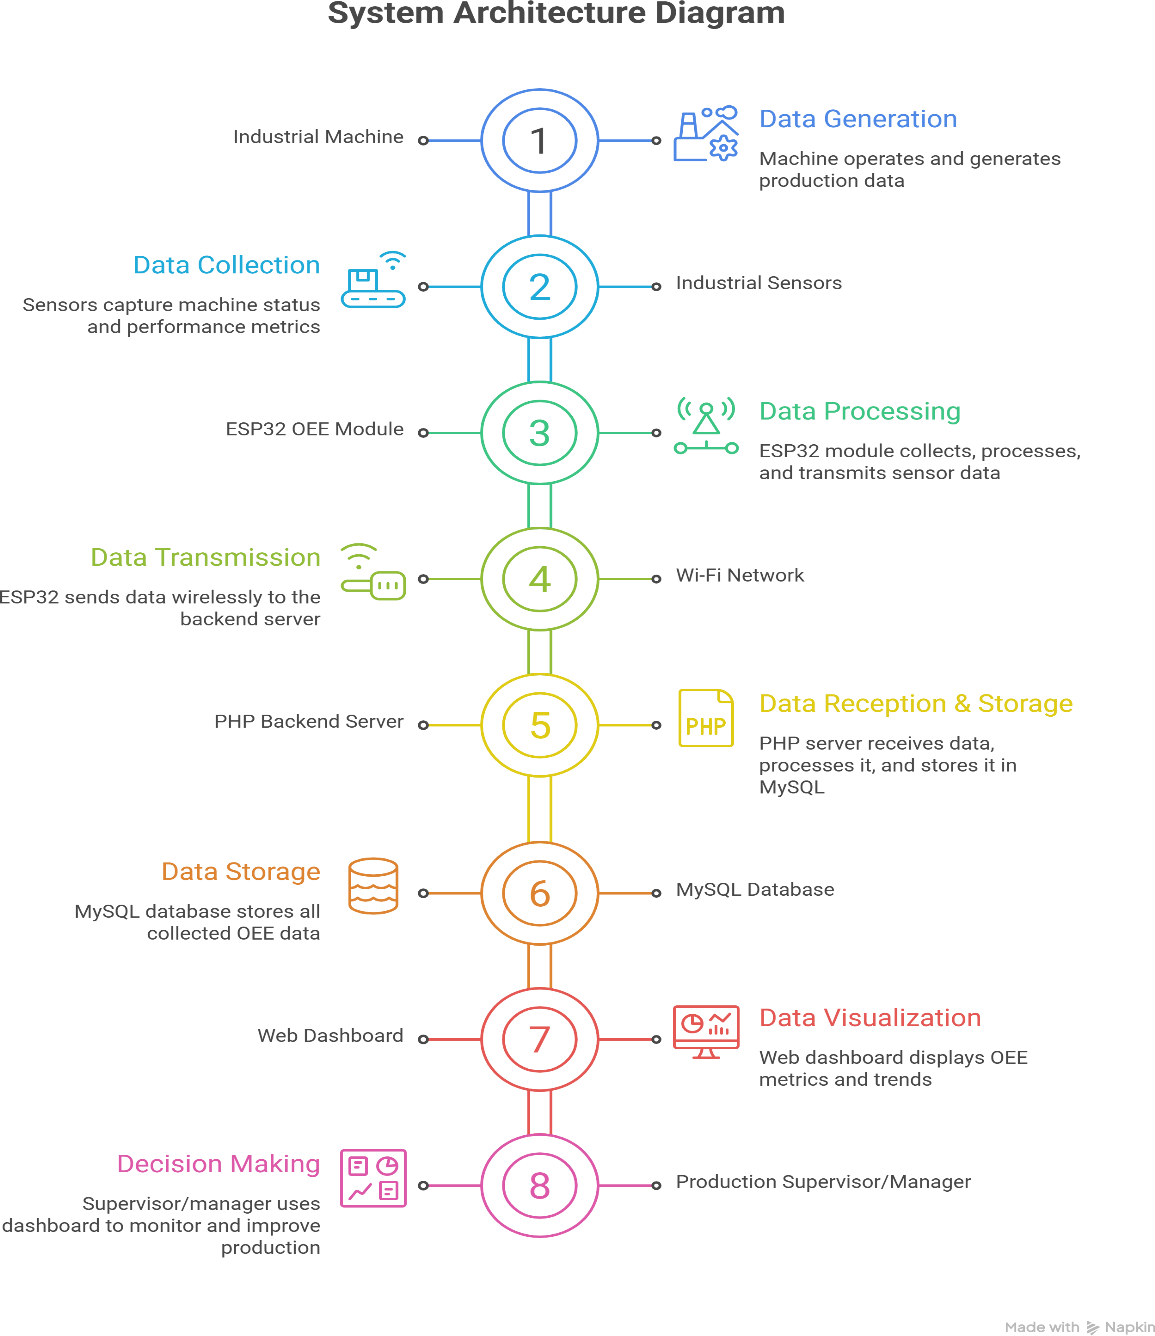 System Architecture Diagram
Industrial Machine
1
Data Generation
Machine operates and generates
production data
Data Collection
Sensors capture machine status
and performance metrics
2
Industrial Sensors
ESP32 OEE Module
3
Data Processing
ESP32 module collects, processes,
and transmits sensor data
Data Transmission
ESP32 sends data wirelessly to the
backend server
4
Wi-Fi Network
PHP Backend Server
5
PHP
Data Reception & Storage
PHP server receives data,
processes it, and stores it in
MySQL
Data Storage
MySQL database stores all
collected OEE data
6
MySQL Database
Web Dashboard
7
Data Visualization
Web dashboard displays OEE
metrics and trends
Decision Making
Supervisor/manager uses
dashboard to monitor and improve
production
8
Production Supervisor/Manager
Made with Napkin